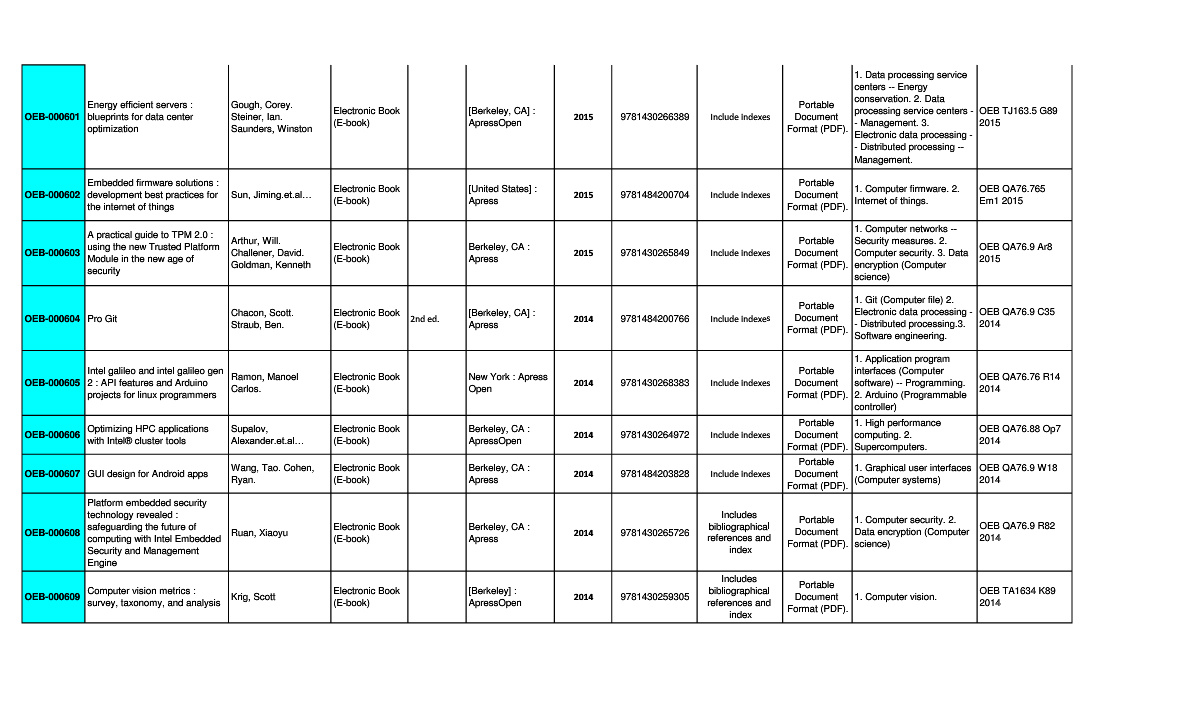 OEB-000601
Energy efficient servers :
blueprints for data center
optimization
Gough, Corey.
Steiner, Ian.
Saunders, Winston
Electronic Book
(E-book)
[Berkeley, CA] :
ApressOpen
2015
9781430266389
Include Indexes
Portable
Document
Format (PDF).
1. Data processing service
centers -- Energy
conservation. 2. Data
processing service centers -
- Management. 3.
Electronic data processing -
- Distributed processing --
Management.
OEB TJ163.5 G89
2015
OEB-000602
Embedded firmware solutions :
development best practices for
the internet of things
Sun, Jiming.et.al...
Electronic Book
(E-book)
[United States] :
Apress
2015
9781484200704
Include Indexes
Portable
Document
Format (PDF).
1. Computer firmware. 2.
Internet of things.
OEB QA76.765
Em1 2015
OEB-000603
A practical guide to TPM 2.0 :
using the new Trusted Platform
Module in the new age of
security
Arthur, Will.
Challener, David.
Goldman, Kenneth
Electronic Book
(E-book)
Berkeley, CA :
Apress
2015
9781430265849
Include Indexes
Portable
Document
Format (PDF).
1. Computer networks --
Security measures. 2.
Computer security. 3. Data
encryption (Computer
science)
OEB QA76.9 Ar8
2015
OEB-000604
Pro Git
Chacon, Scott.
Straub, Ben.
Electronic Book
(E-book)
2nd ed.
[Berkeley, CA] :
Apress
2014
9781484200766
Include Indexes
Portable
Document
Format (PDF).
1. Git (Computer file) 2.
Electronic data processing -
- Distributed processing.3.
Software engineering.
OEB QA76.9 C35
2014
OEB-000605
Intel galileo and intel galileo gen
2 : API features and Arduino
projects for linux programmers
Ramon, Manoel
Carlos.
Electronic Book
(E-book)
New York : Apress
Open
2014
9781430268383
Include Indexes
Portable
Document
Format (PDF).
1. Application program
interfaces (Computer
software) -- Programming.
2. Arduino (Programmable
controller)
OEB QA76.76 R14
2014
OEB-000606
Optimizing HPC applications
with Intel® cluster tools
Supalov,
Alexander.et.al...
Electronic Book
(E-book)
Berkeley, CA :
ApressOpen
2014
9781430264972
Include Indexes
Portable
Document
Format (PDF).
1. High performance
computing. 2.
Supercomputers.
OEB QA76.88 Op7
2014
OEB-000607
GUI design for Android apps
Wang, Tao. Cohen,
Ryan.
Electronic Book
(E-book)
Berkeley, CA :
Apress
2014
9781484203828
Include Indexes
Portable
Document
Format (PDF).
1. Graphical user interfaces
(Computer systems)
OEB QA76.9 W18
2014
OEB-000608
Platform embedded security
technology revealed :
safeguarding the future of
computing with Intel Embedded
Security and Management
Engine
Ruan, Xiaoyu
Electronic Book
(E-book)
Berkeley, CA :
Apress
2014
9781430265726
Includes
bibliographical
references and
index
Portable
Document
Format (PDF).
1. Computer security. 2.
Data encryption (Computer
science)
OEB QA76.9 R82
2014
OEB-000609
Computer vision metrics :
survey, taxonomy, and analysis
Krig, Scott
Electronic Book
(E-book)
[Berkeley] :
ApressOpen
2014
9781430259305
Includes
bibliographical
references and
index
Portable
Document
Format (PDF).
1. Computer vision.
OEB TA1634 K89
2014